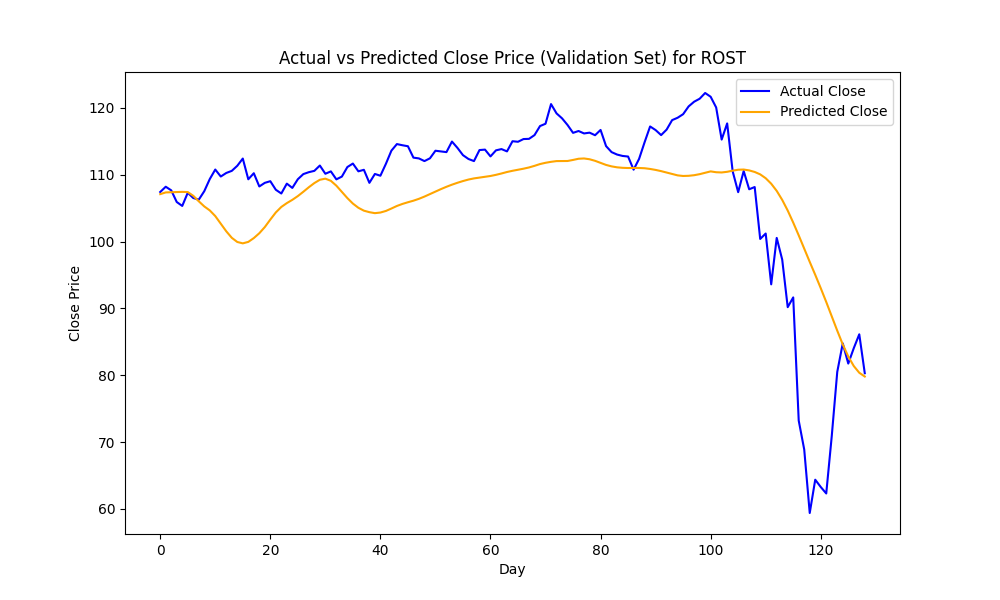 Actual vs Predicted Close Price (Validation Set) for ROST
Actual Close
Predicted Close
Close Price
120
110
100
90
80
70
60
0 20 40 60 80 100 120
Day